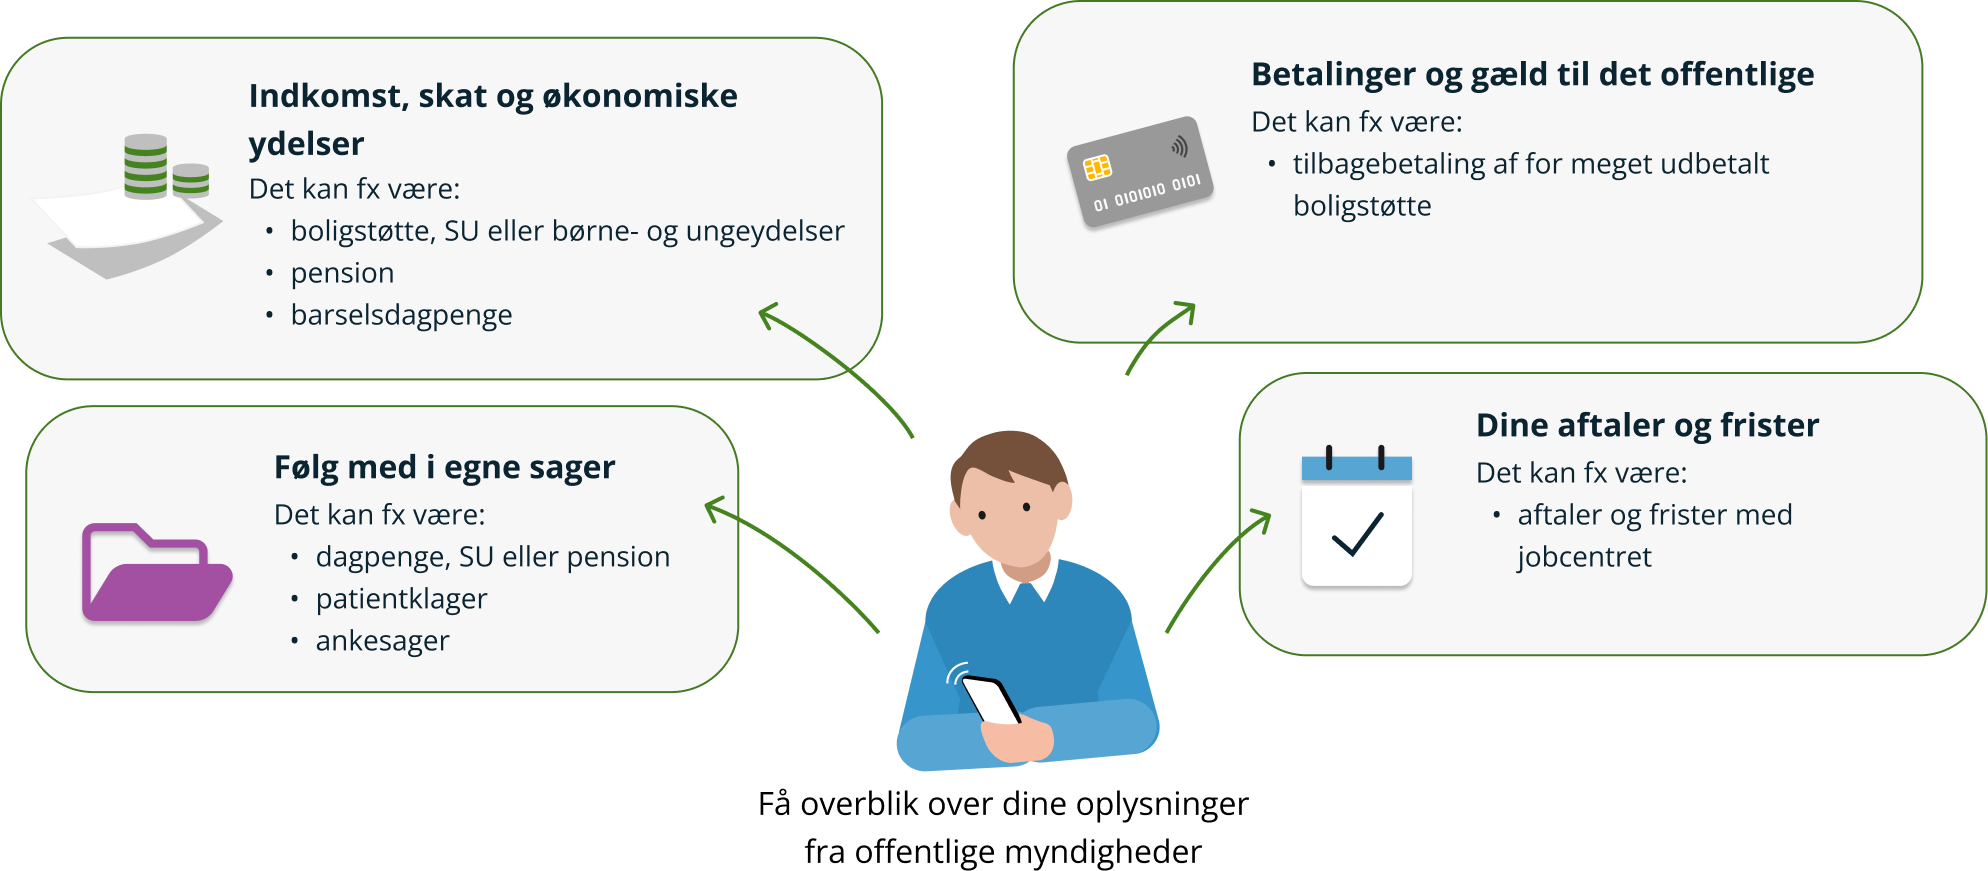 Indkomst, skat og økonomiske
ydelser
Det kan fx være:
• boligstøtte, SU eller børne- og ungeydelser
• pension
• barselsdagpenge
Betalinger og gæld til det offentlige
Det kan fx være:
• tilbagebetaling af for meget udbetalt
boligstøtte
01 0101010 0101
Følg med i egne sager
Det kan fx være:
• dagpenge, SU eller pension
• patientklager
• ankesager
Dine aftaler og frister
Det kan fx være:
• aftaler og frister med
jobcentret
Få overblik over dine oplysninger
fra offentlige myndigheder